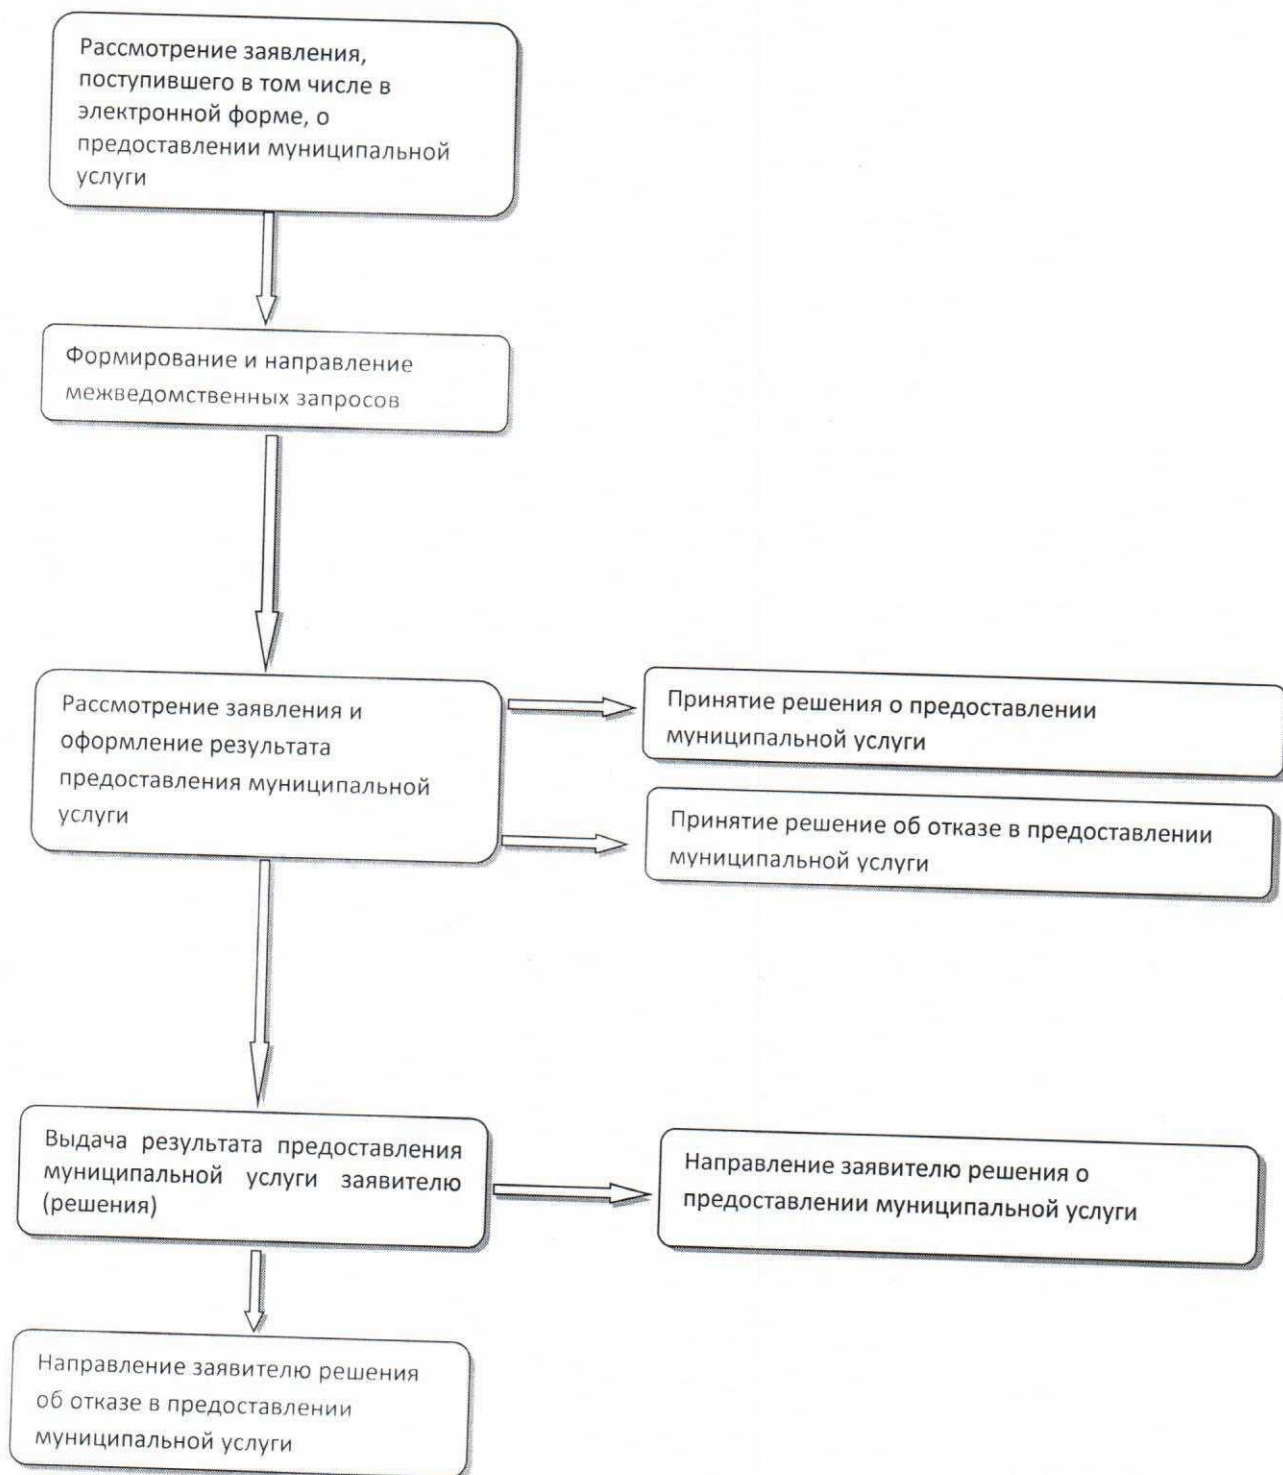 Рассмотрение заявления,
поступившего в том числе в
электронной форме, о
предоставлении муниципальной
услуги
Формирование и направление
межведомственных запросов
Рассмотрение заявления и
оформление результата
предоставления муниципальной
услуги
Принятие решения о предоставлении
муниципальной услуги
Принятие решение об отказе в предоставлении
муниципальной услуги
Выдача результата предоставления
муниципальной услуги заявителю
(решения)
Направление заявителю решения о
предоставлении муниципальной услуги
Направление заявителю решения
об отказе в предоставлении
муниципальной услуги